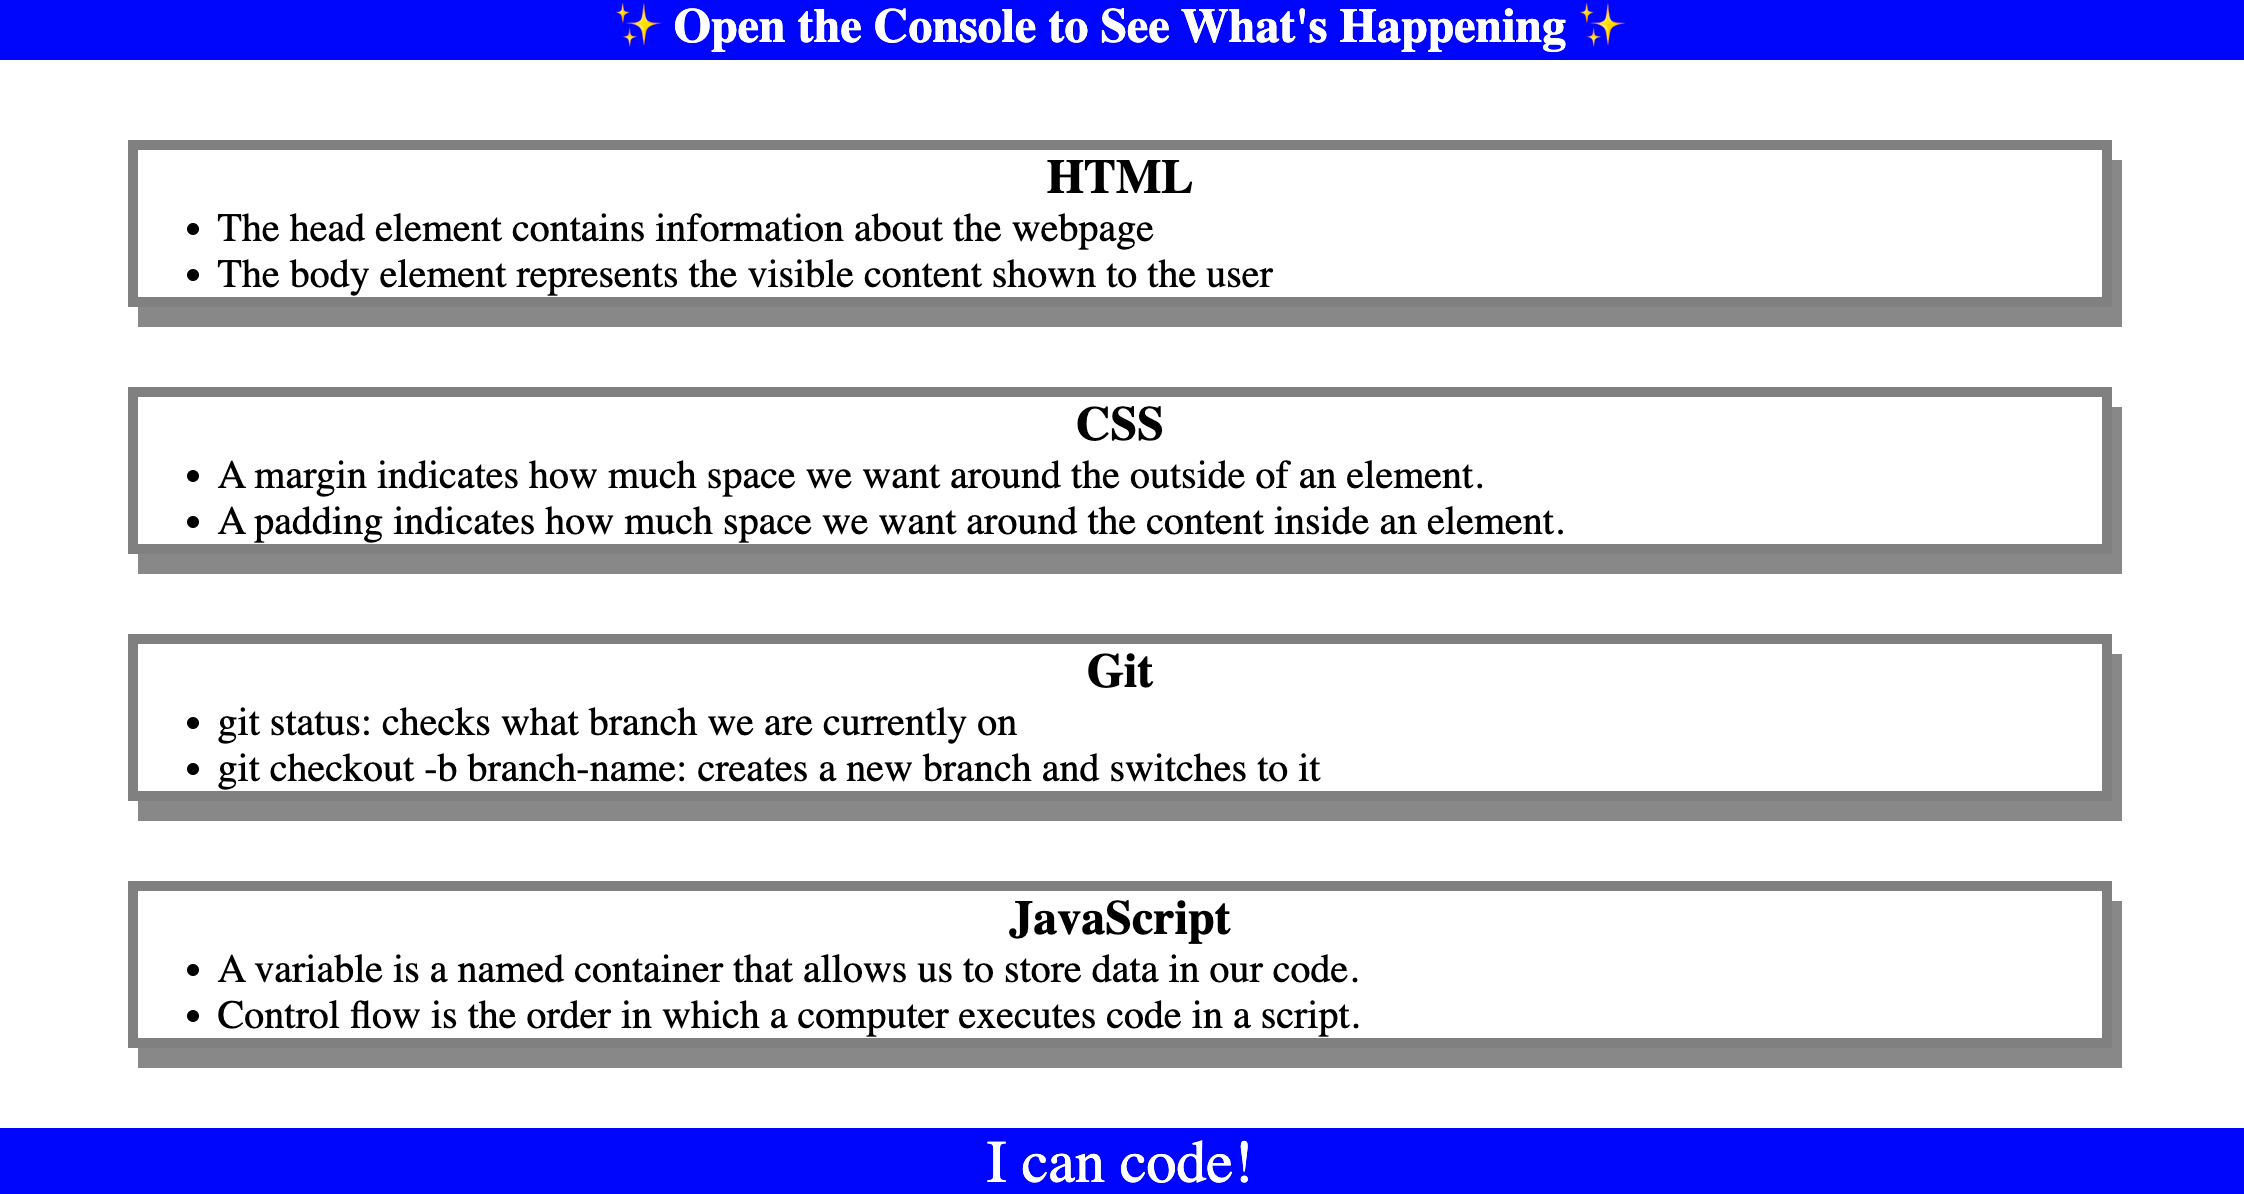 ✨ Open the Console to See What's Happening ✨
HTML
• The head element contains information about the webpage
• The body element represents the visible content shown to the user
CSS
• A margin indicates how much space we want around the outside of an element.
• A padding indicates how much space we want around the content inside an element.
Git
• git status: checks what branch we are currently on
• git checkout -b branch-name: creates a new branch and switches to it
JavaScript
• A variable is a named container that allows us to store data in our code.
• Control flow is the order in which a computer executes code in a script.
I can code!